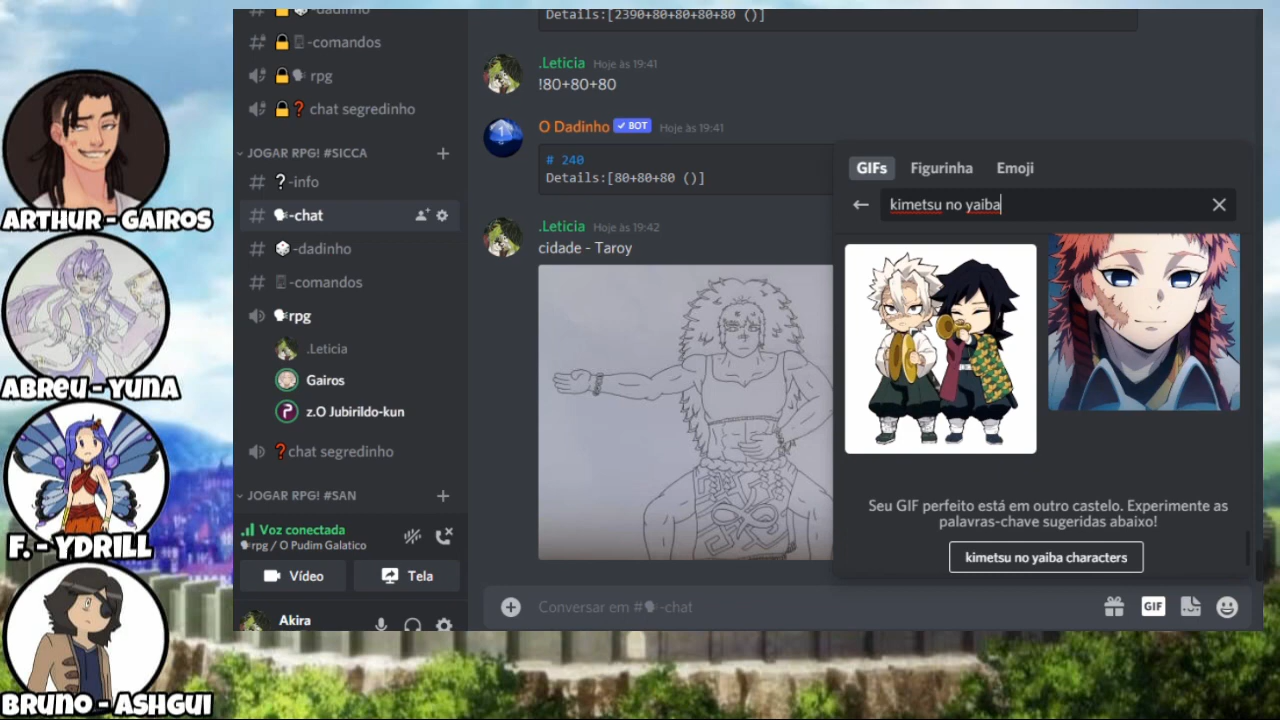 ARTHUR - GAIROS
ABREU - YUNA
F. - YDRILL
BRUNO - ASHGUI
-dadinho
-comandos
rpg
chat segredinho
JOGAR RPG! #SICCA
-info
-chat
-dadinho
-comandos
rpg
.Leticia
Gairos
z.O Jubirildo-kun
chat segredinho
JOGAR RPG! #SAN
Voz conectada
rpg / O Pudim Galatico
Vídeo
Tela
Akira
Details:[2390+80+80+80+80 ()]
.Leticia Hoje às 19:41
!80+80+80
O Dadinho BOT Hoje às 19:41
# 240
Details:[80+80+80 ()]
.Leticia Hoje às 19:42
cidade - Taroy
Conversar em #-chat
GIF
GIFs Figurinha Emoji
kimetsu no yaiba
Seu GIF perfeito está em outro castelo. Experimente as
palavras-chave sugeridas abaixo!
kimetsu no yaiba characters